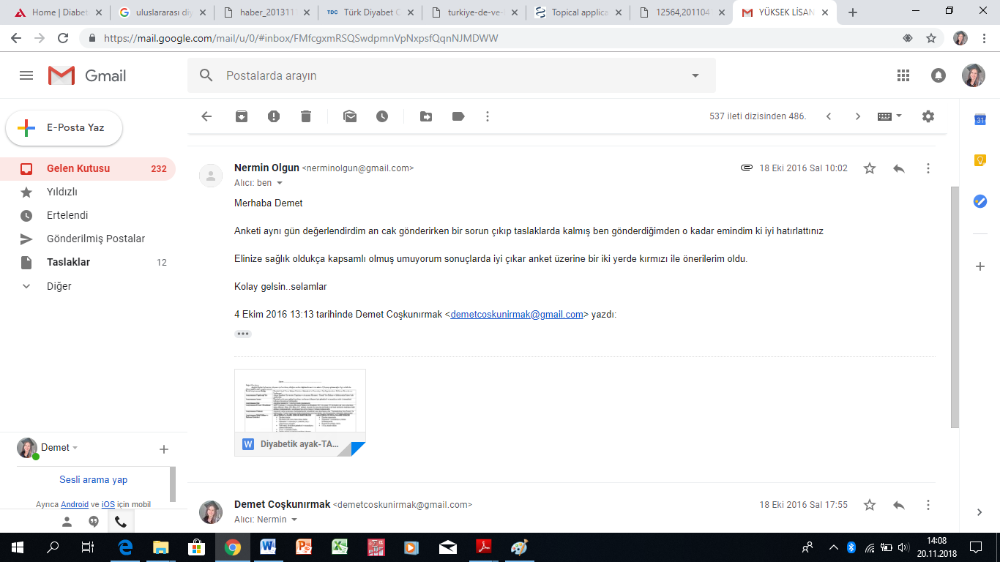 Home | Diabet
uluslararası diy
haber_2013111
TDC Türk Diyabet C
turkiye-de-ve-
Topical applica
12564,201104
YÜKSEK LİSAN
https://mail.google.com/mail/u/0/#inbox/FMfcgxmRSQSwdpmnVpNxpsfQqnNJMDWW
Gmail
Postalarda arayın
E-Posta Yaz
537 ileti dizisinden 486.
31
Gelen Kutusu 232
Yıldızlı
Ertelendi
Gönderilmiş Postalar
Taslaklar 12
Diğer
Nermin Olgun <nerminolgun@gmail.com>
18 Eki 2016 Sal 10:02
Alıcı: ben
Merhaba Demet
Anketi aynı gün değerlendirdim an cak gönderirken bir sorun çıkıp taslaklarda kalmış ben gönderdiğimden o kadar emindim ki iyi hatırlattınız
Elinize sağlık oldukça kapsamlı olmuş umuyorum sonuçlarda iyi çıkar anket üzerine bir iki yerde kırmızı ile önerilerim oldu.
Kolay gelsin..selamlar
4 Ekim 2016 13:13 tarihinde Demet Coşkunırmak <demetcoskunirmak@gmail.com> yazdı:
W Diyabetik ayak-TA...
Demet
Sesli arama yap
Ayrıca Android ve iOS için mobil
Demet Coşkunırmak <demetcoskunirmak@gmail.com>
18 Eki 2016 Sal 17:55
Alıcı: Nermin
14:08
20.11.2018